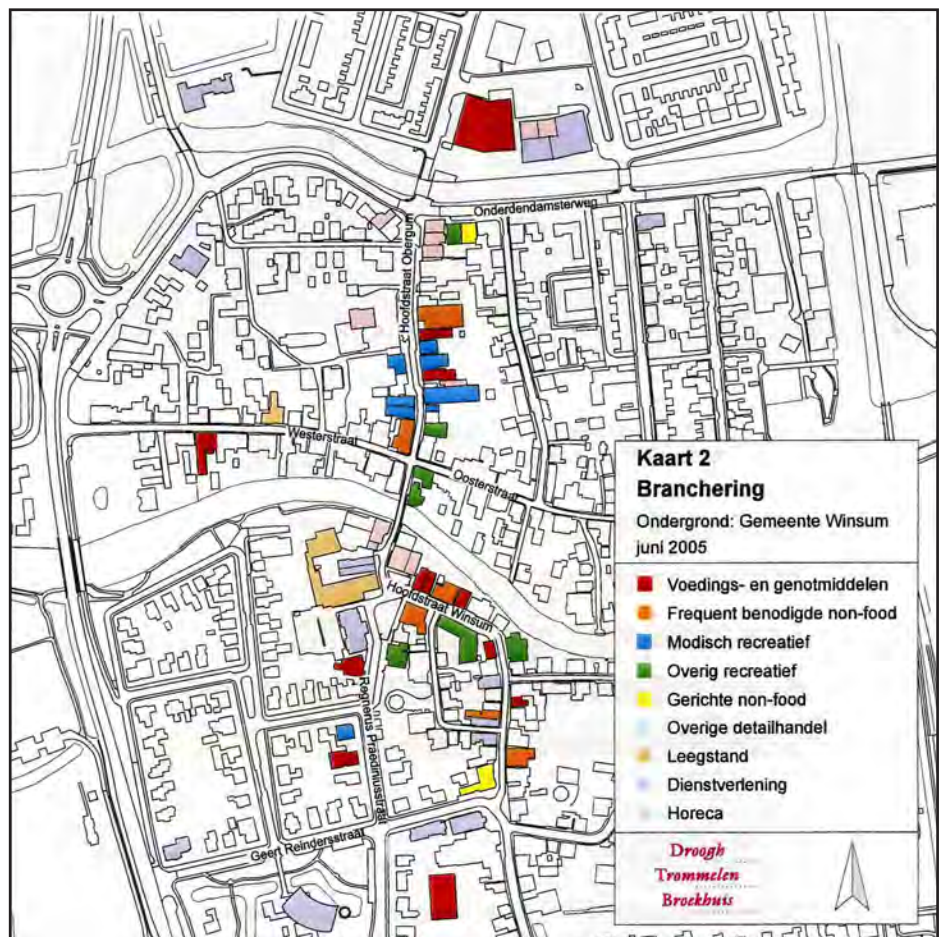 Onderdendamsterweg
Hoofdstraat Obergum
Westerstraat
Oosterstraat
Hoofdstraat Winsum
Regnerus Praediniusstraat
Geert Reindersstraat
Kaart 2
Branchering
Ondergrond: Gemeente Winsum
juni 2005
Voedings- en genotmiddelen
Frequent benodigde non-food
Modisch recreatief
Overig recreatief
Gerichte non-food
Overige detailhandel
Leegstand
Dienstverlening
Horeca
Droogh
Trommelen
Broekhuis